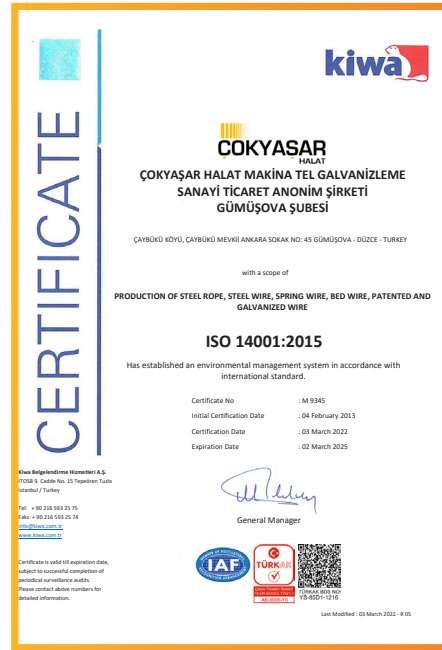 CERTIFICATE
kiwa
ÇOKYAŞAR
HALAT
ÇOKYAŞAR HALAT MAKİNA TEL GALVANİZLEME
SANAYİ TİCARET ANONİM ŞİRKETİ
GÜMÜŞOVA ŞUBESİ
ÇAYBÜKÜ KÖYÜ, ÇAYBÜKÜ MEVKİİ ANKARA SOKAK NO: 45 GÜMÜŞOVA - DÜZCE - TURKEY
with a scope of
PRODUCTION OF STEEL ROPE, STEEL WIRE, SPRING WIRE, BED WIRE, PATENTED AND
GALVANIZED WIRE
ISO 14001:2015
Has established an environmental management system in accordance with
international standard.
Certificate No : M 9345
Initial Certification Date : 04 February 2013
Certification Date : 03 March 2022
Expiration Date : 02 March 2025
Kiwa Belgelendirme Hizmetleri A.Ş.
ITOSB 9. Cadde No. 15 Tepeören Tuzla
Istanbul / Turkey
Tel: + 90 216 593 25 75
Faks: + 90 216 593 25 74
info@kiwa.com.tr
www.kiwa.com.tr
Certificate is valid till expiration date,
subject to successful completion of
periodical surveillance audits.
Please contact above numbers for
detailed information.
General Manager
IAF
TÜRKAK
AB-0006-YS
TÜRKAK BDS NO
YS-85D1-1216
Last Modified : 03 March 2022 - R 05